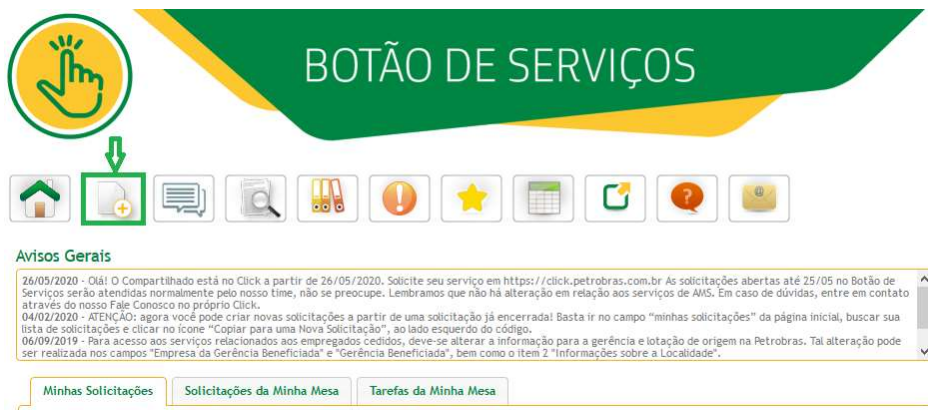 BOTÃO DE SERVIÇOS
Avisos Gerais
26/05/2020 - Olá! O Compartilhado está no Click a partir de 26/05/2020. Solicite seu serviço em https://click.petrobras.com.br As solicitações abertas até 25/05 no Botão de
Serviços serão atendidas normalmente pelo nosso time, não se preocupe. Lembramos que não há alteração em relação aos serviços de AMS. Em caso de dúvidas, entre em contato
através do nosso Fale Conosco no próprio Click.
04/02/2020 - ATENÇÃO: agora você pode criar novas solicitações a partir de uma solicitação já encerrada! Basta ir no campo “minhas solicitações” da página inicial, buscar sua
lista de solicitações e clicar no ícone “Copiar para uma Nova Solicitação”, ao lado esquerdo do código.
06/09/2019 - Para acesso aos serviços relacionados aos empregados cedidos, deve-se alterar a informação para a gerência e lotação de origem na Petrobras. Tal alteração pode
ser realizada nos campos "Empresa da Gerência Beneficiada" e "Gerência Beneficiada", bem como o item 2 "Informações sobre a Localidade".
Minhas Solicitações Solicitações da Minha Mesa Tarefas da Minha Mesa